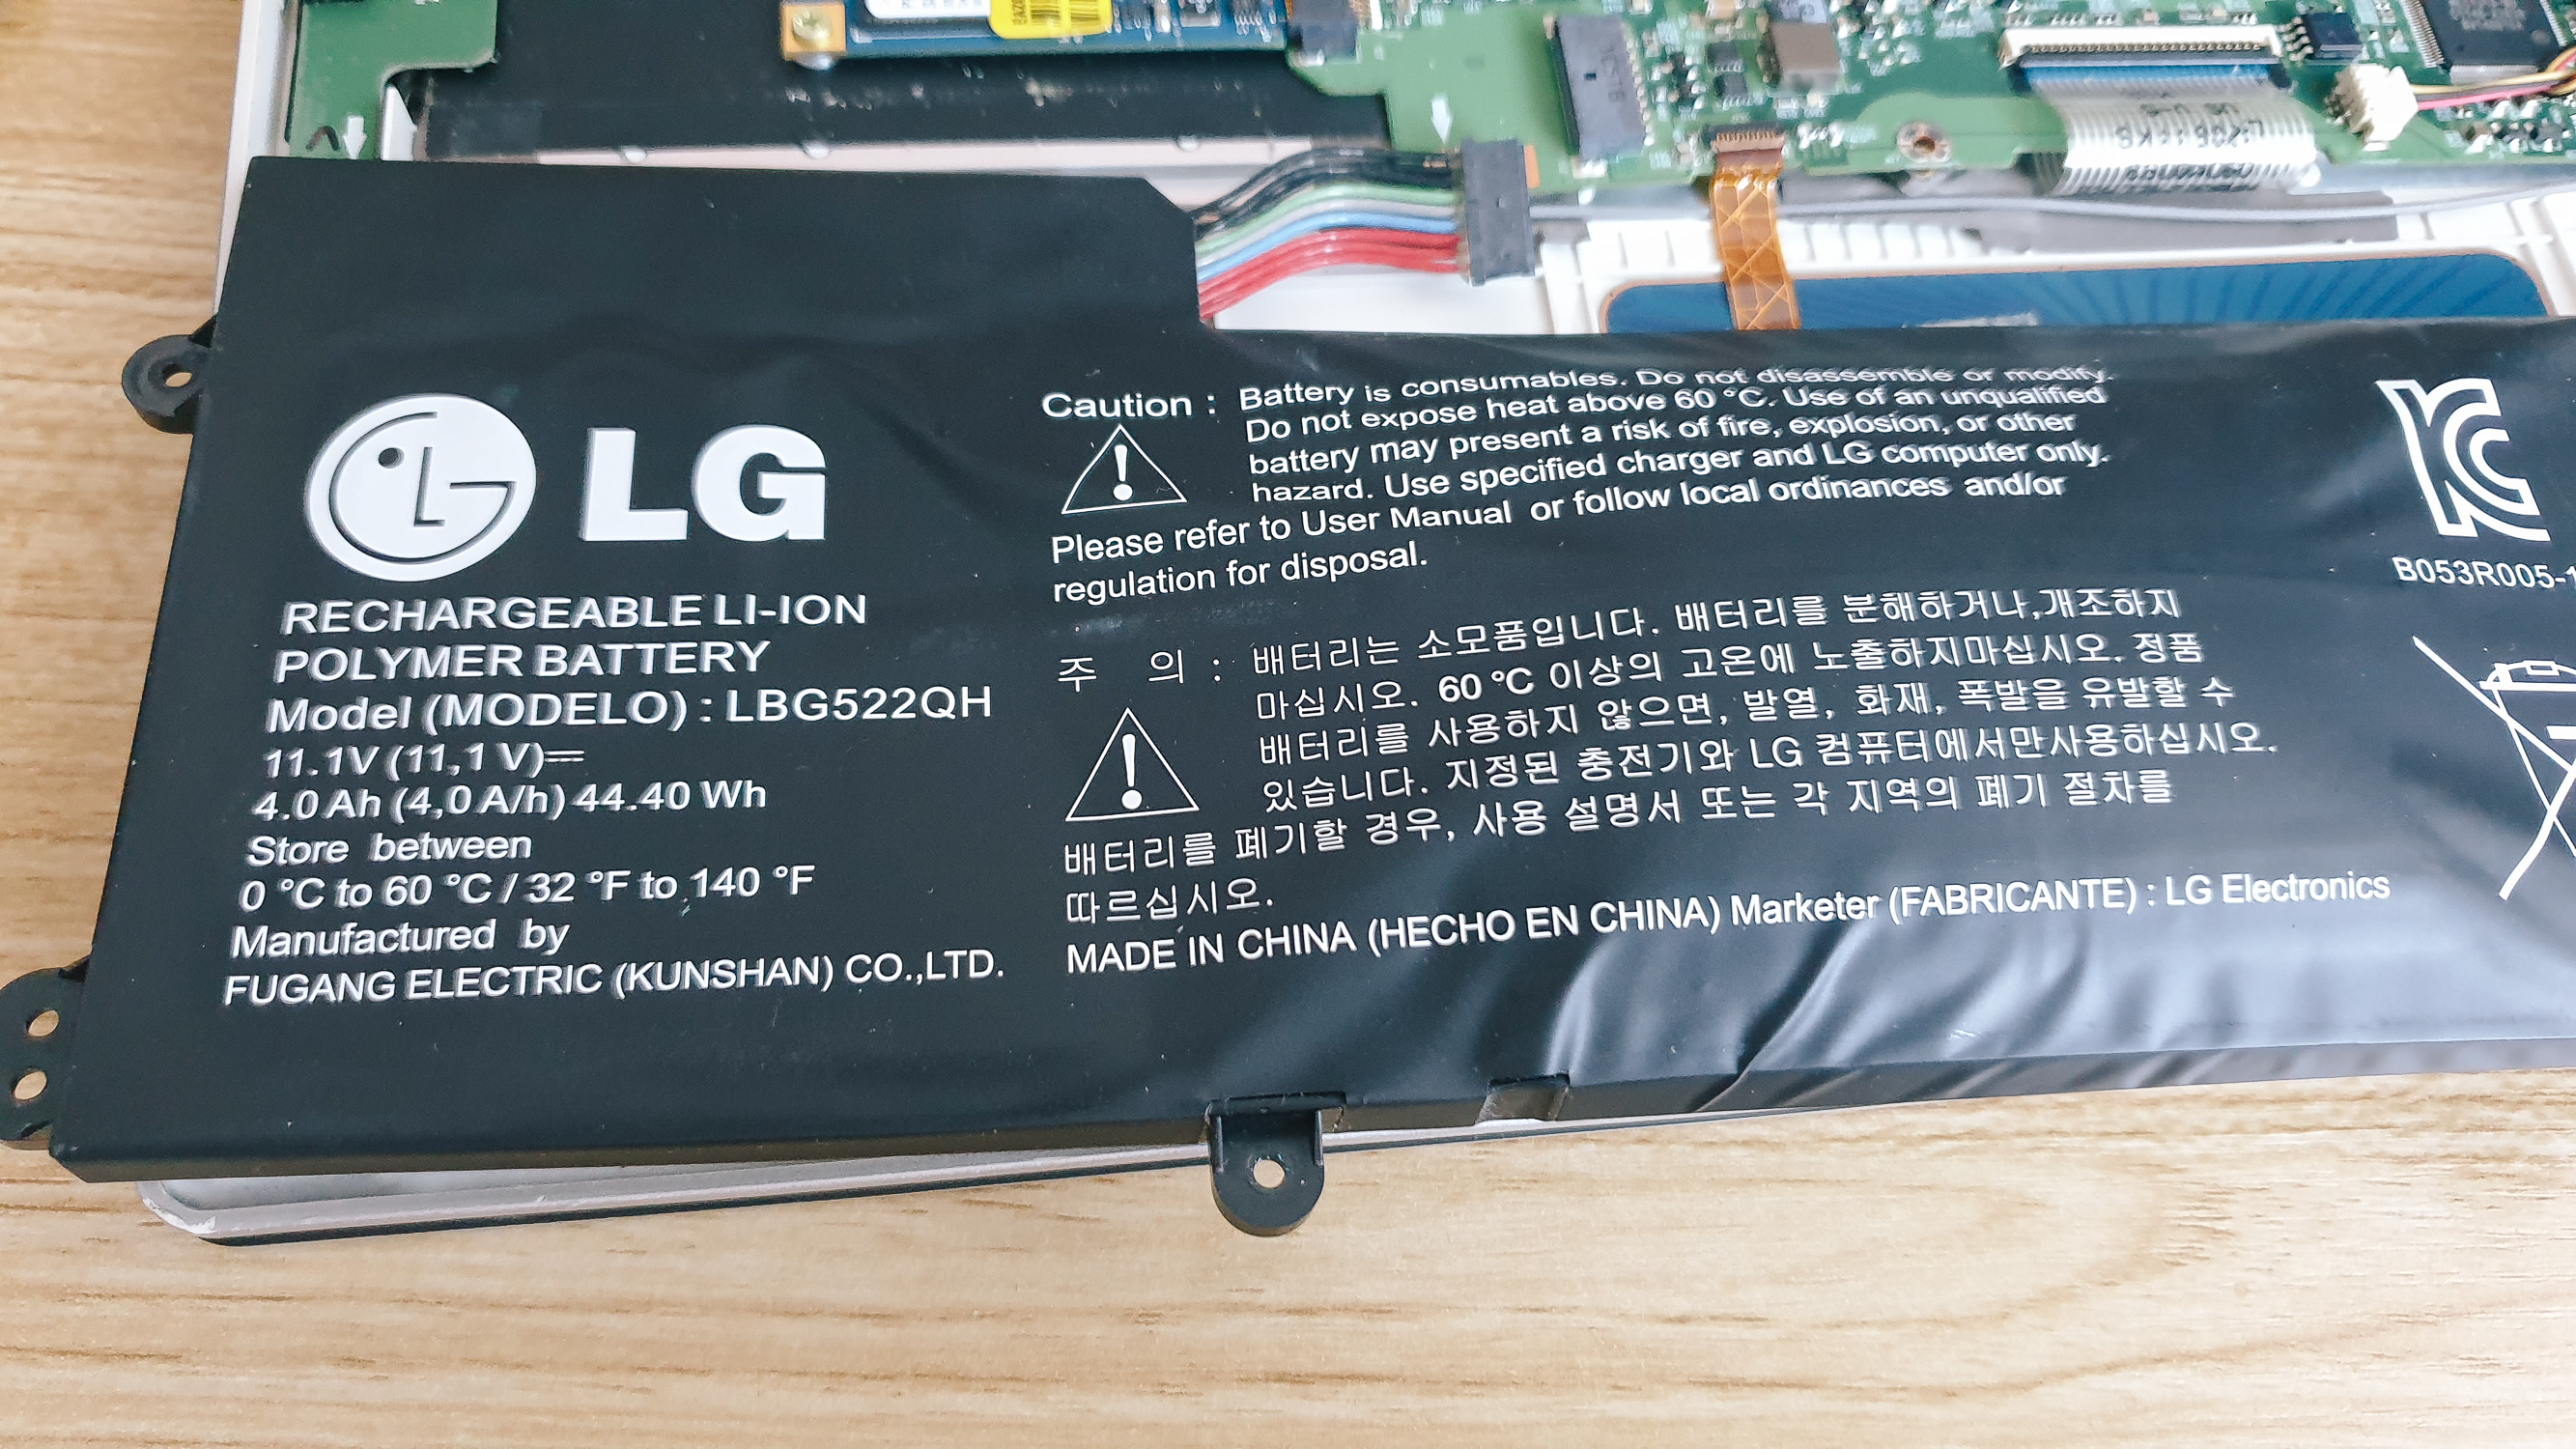 LG
RECHARGEABLE LI-ION
POLYMER BATTERY
Model (MODELO) : LBG522QH
11.1V (11,1 V)⎓
4.0 Ah (4,0 A/h) 44.40 Wh
Store between
0 °C to 60 °C / 32 °F to 140 °F
Manufactured by
FUGANG ELECTRIC (KUNSHAN) CO.,LTD.
Caution : Battery is consumables. Do not disassemble or modify.
Do not expose heat above 60 °C. Use of an unqualified
battery may present a risk of fire, explosion, or other
hazard. Use specified charger and LG computer only.
Please refer to User Manual or follow local ordinances and/or
regulation for disposal.
주 의 : 배터리는 소모품입니다. 배터리를 분해하거나,개조하지
마십시오. 60 °C 이상의 고온에 노출하지마십시오. 정품
배터리를 사용하지 않으면, 발열, 화재, 폭발을 유발할 수
있습니다. 지정된 충전기와 LG 컴퓨터에서만사용하십시오.
배터리를 폐기할 경우, 사용 설명서 또는 각 지역의 폐기 절차를
따르십시오.
MADE IN CHINA (HECHO EN CHINA) Marketer (FABRICANTE) : LG Electronics
B053R005-1